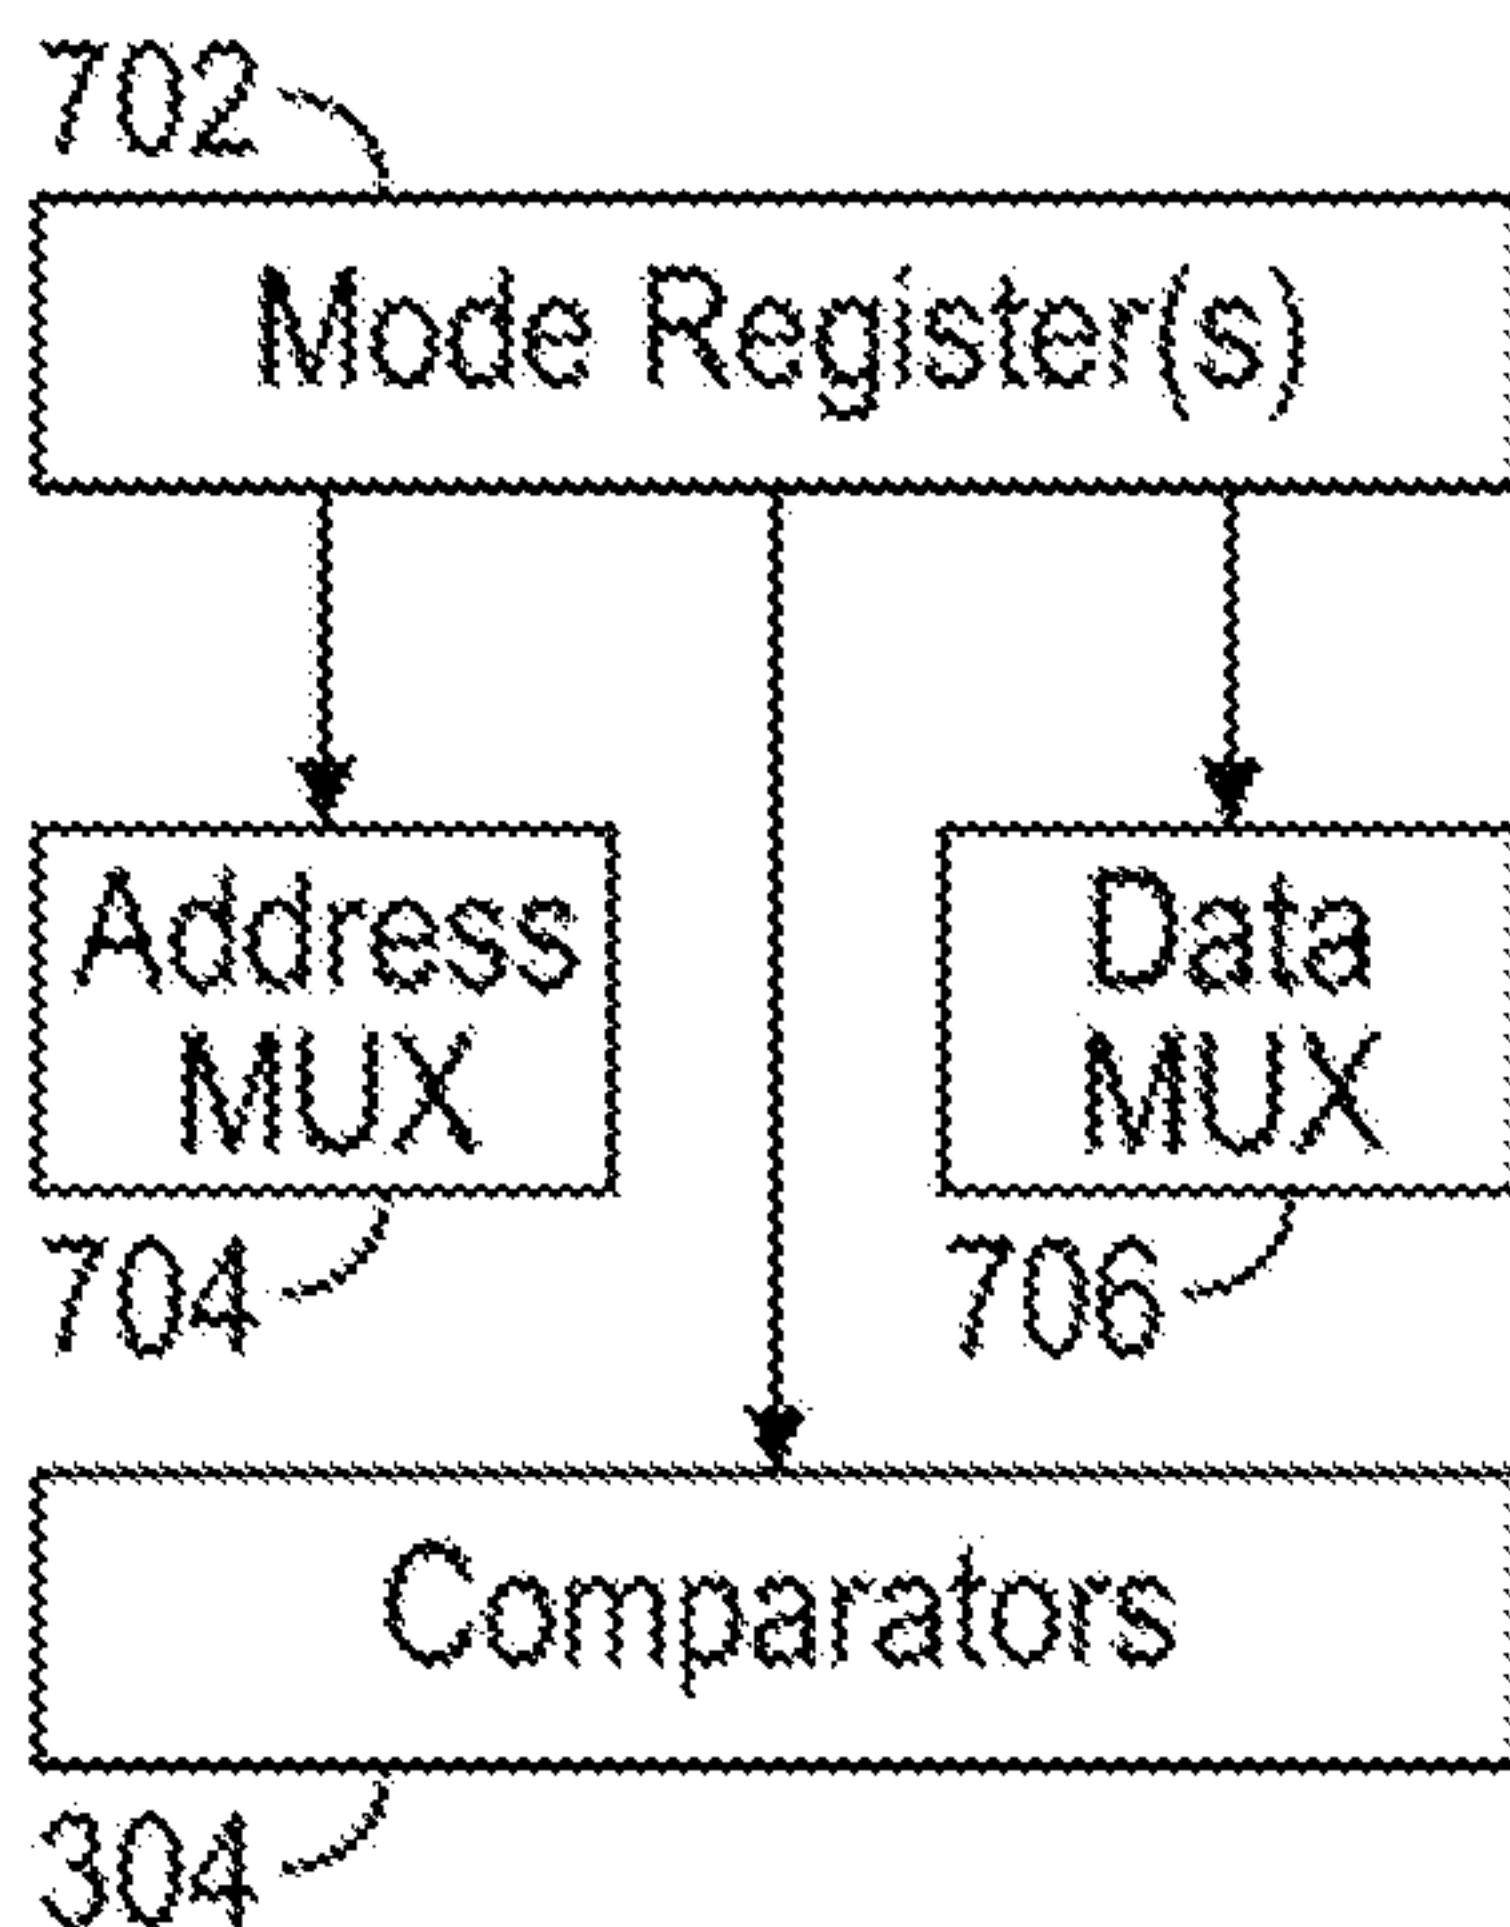 702
Mode Register(s)
Address
MUX
Data
MUX
704
706
Comparators
304